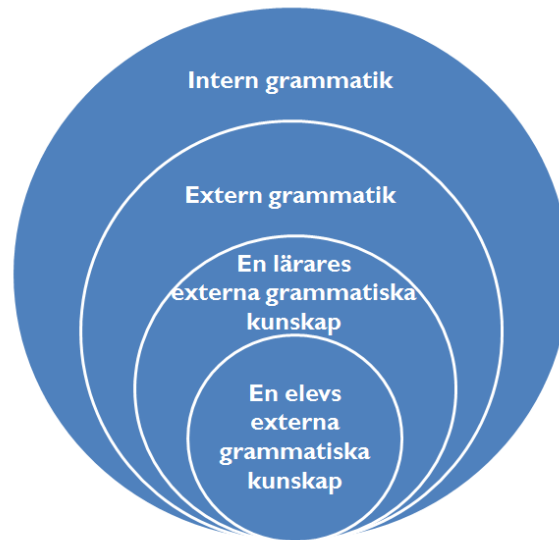 Intern grammatik
Extern grammatik
En lärares
externa grammatiska
kunskap
En elevs
externa
grammatiska
kunskap